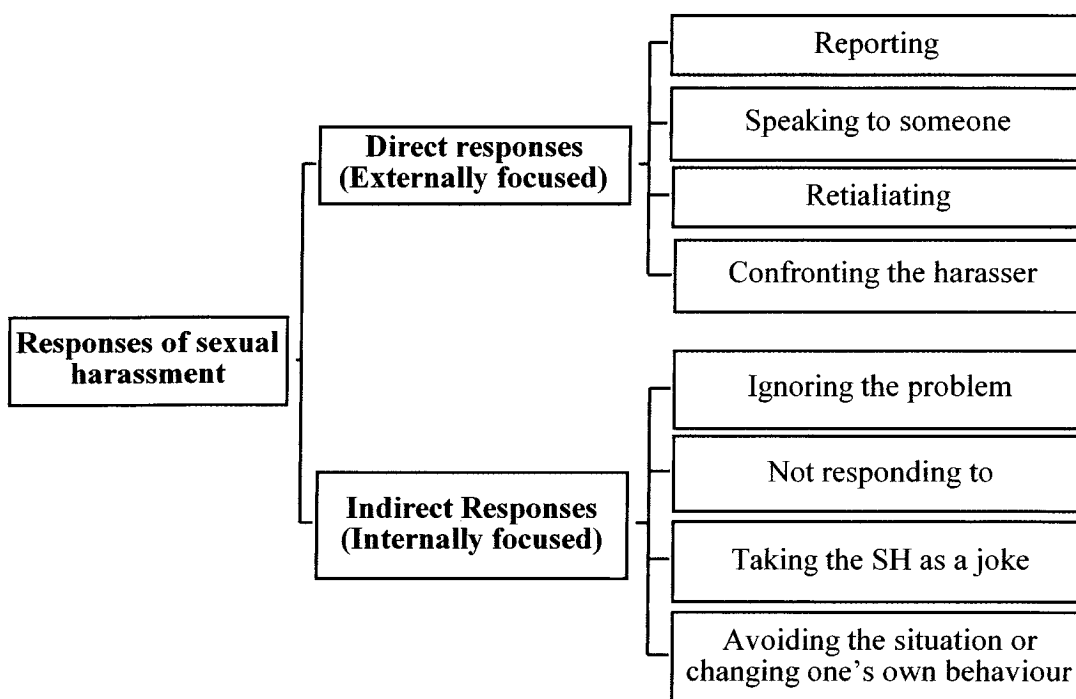 Responses of sexual
harassment
Direct responses
(Externally focused)
Reporting
Speaking to someone
Retialiating
Confronting the harasser
Indirect Responses
(Internally focused)
Ignoring the problem
Not responding to
Taking the SH as a joke
Avoiding the situation or
changing one's own behaviour